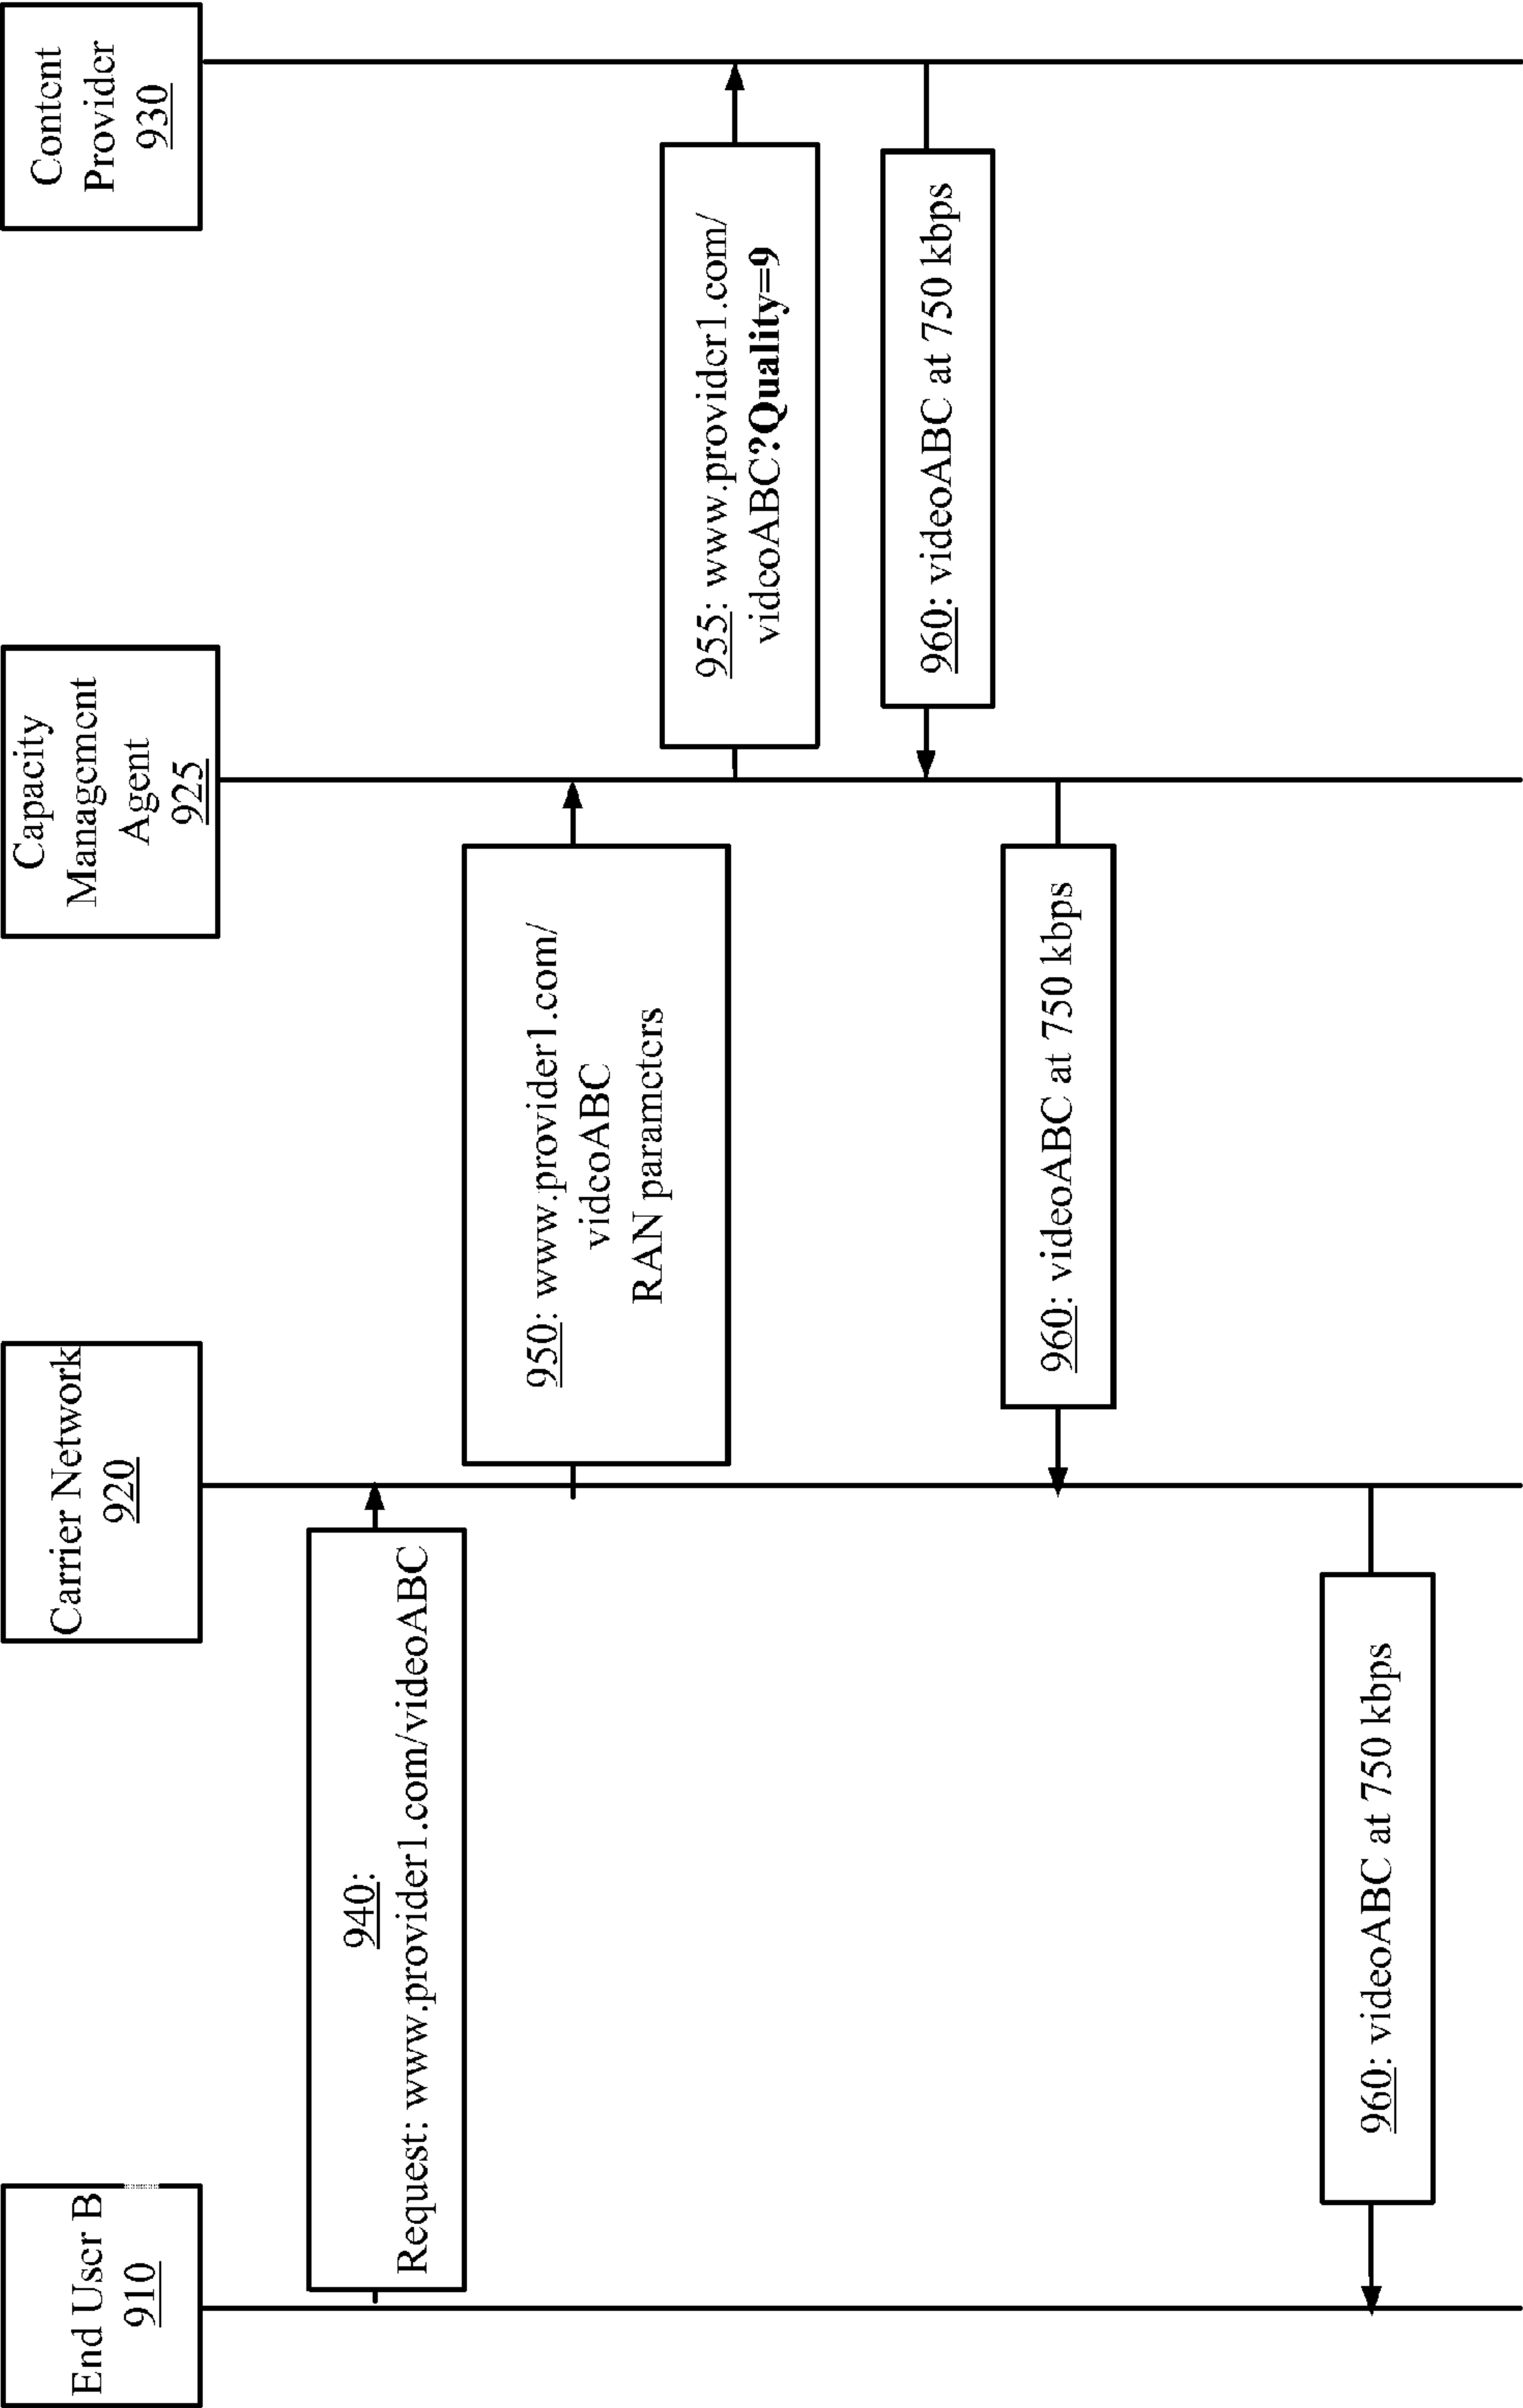 End User B
910
Carrier Network
920
Capacity
Management
Agent
925
Content
Provider
930
940:
Request: www.provider1.com/videoABC
950: www.provider1.com/
videoABC
RAN parameters
955: www.provider1.com/
videoABC?Quality=9
960: videoABC at 750 kbps
960: videoABC at 750 kbps
960: videoABC at 750 kbps